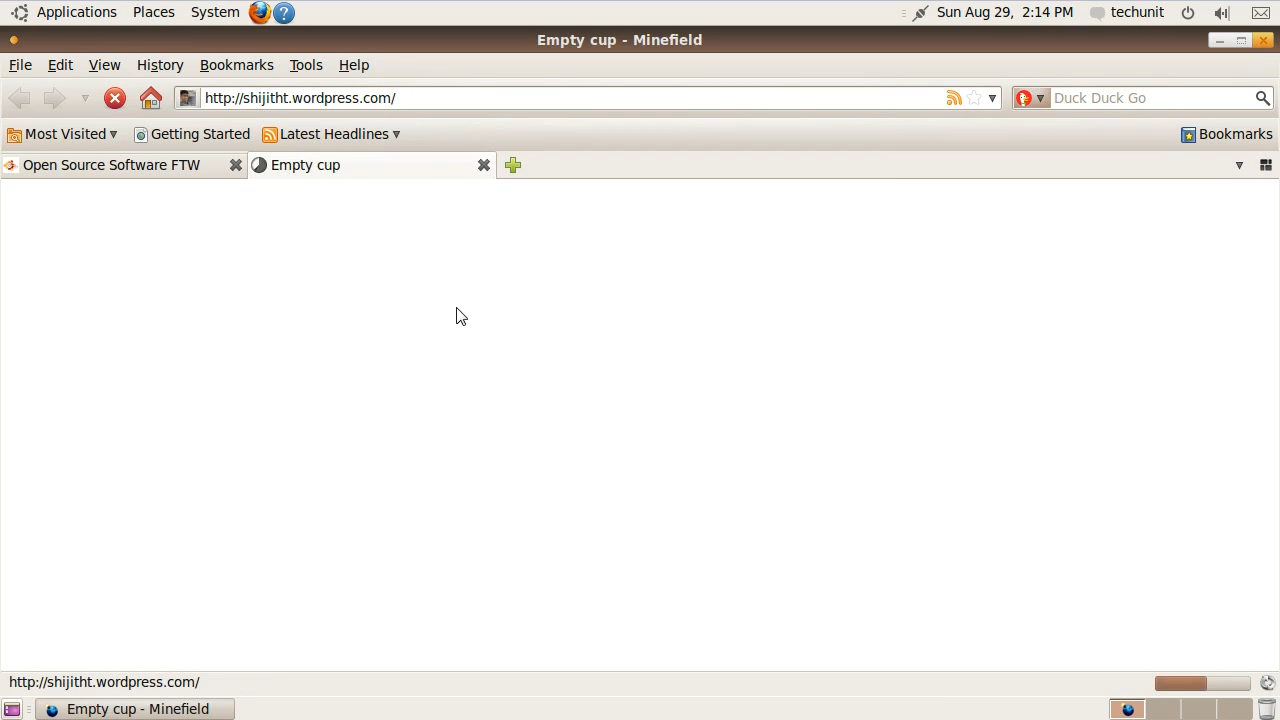 Applications Places System ? Sun Aug 29, 2:14 PM techunit
Empty cup - Minefield
File Edit View History Bookmarks Tools Help
http://shijitht.wordpress.com/ Duck Duck Go
Most Visited Getting Started Latest Headlines Bookmarks
Open Source Software FTW Empty cup
http://shijitht.wordpress.com/
Empty cup - Minefield